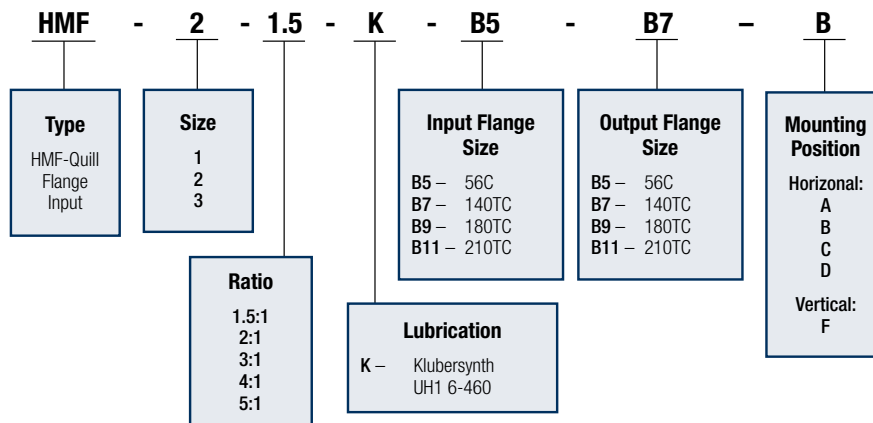 HMF - 2 - 1.5 - K - B5 - B7 – B
Type
HMF-Quill
Flange
Input
Size
1
2
3
Ratio
1.5:1
2:1
3:1
4:1
5:1
Lubrication
K – Klubersynth
UH1 6-460
Input Flange
Size
B5 – 56C
B7 – 140TC
B9 – 180TC
B11 – 210TC
Output Flange
Size
B5 – 56C
B7 – 140TC
B9 – 180TC
B11 – 210TC
Mounting
Position
Horizonal:
A
B
C
D
Vertical:
F